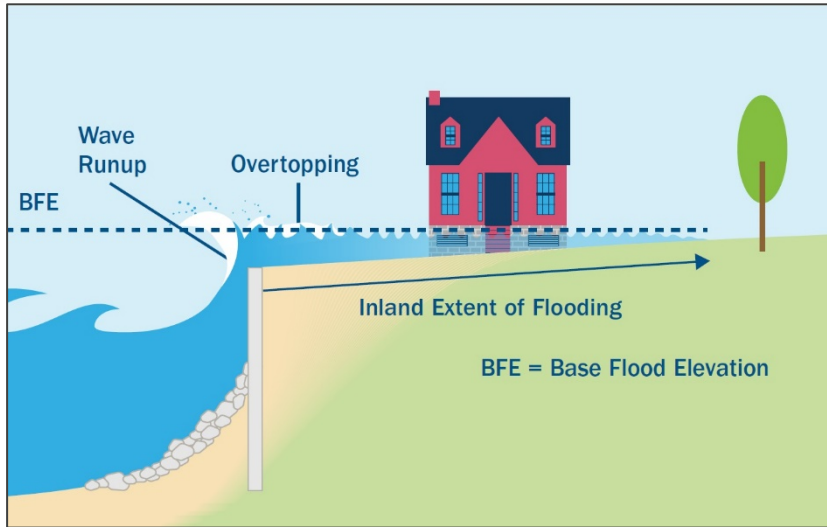 Wave
Runup
Overtopping
BFE
Inland Extent of Flooding
BFE = Base Flood Elevation